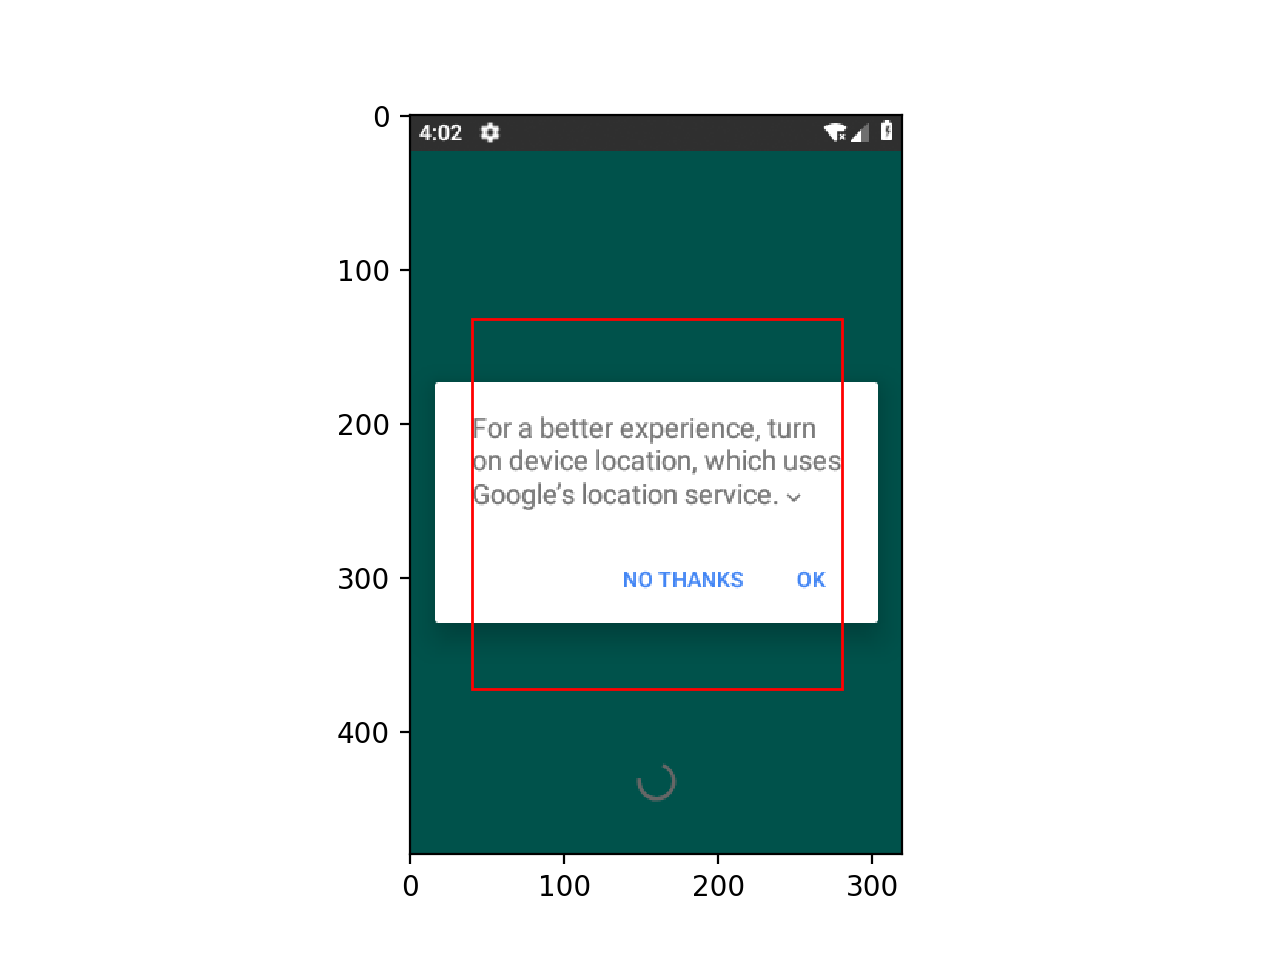 0
4:02
100
200
For a better experience, turn
on device location, which uses
Google's location service.
300
NO THANKS OK
400
0 100 200 300